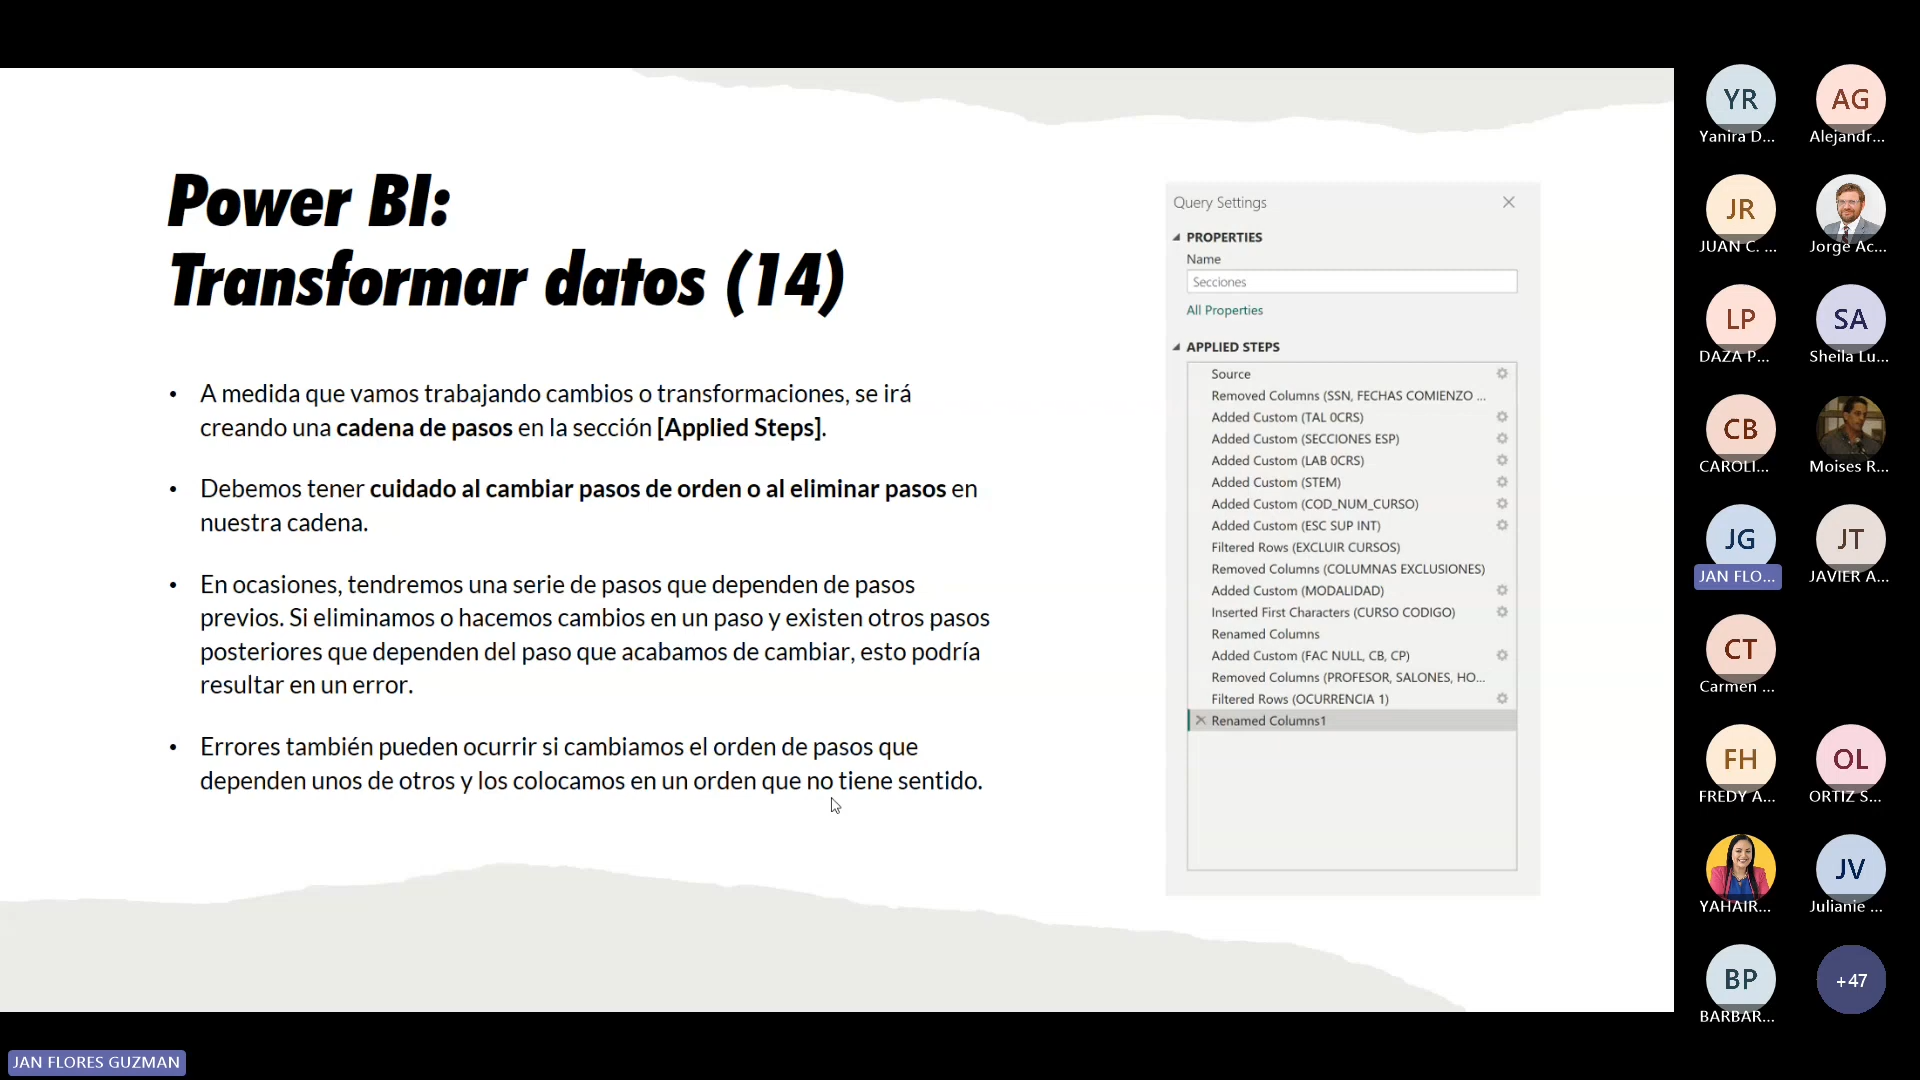 Power BI:
Transformar datos (14)
• A medida que vamos trabajando cambios o transformaciones, se irá
creando una cadena de pasos en la sección [Applied Steps].
• Debemos tener cuidado al cambiar pasos de orden o al eliminar pasos en
nuestra cadena.
• En ocasiones, tendremos una serie de pasos que dependen de pasos
previos. Si eliminamos o hacemos cambios en un paso y existen otros pasos
posteriores que dependen del paso que acabamos de cambiar, esto podría
resultar en un error.
• Errores también pueden ocurrir si cambiamos el orden de pasos que
dependen unos de otros y los colocamos en un orden que no tiene sentido.
Query Settings
PROPERTIES
Name
Secciones
All Properties
APPLIED STEPS
Source
Removed Columns (SSN, FECHAS COMIENZO ...
Added Custom (TAL 0CRS)
Added Custom (SECCIONES ESP)
Added Custom (LAB 0CRS)
Added Custom (STEM)
Added Custom (COD_NUM_CURSO)
Added Custom (ESC SUP INT)
Filtered Rows (EXCLUIR CURSOS)
Removed Columns (COLUMNAS EXCLUSIONES)
Added Custom (MODALIDAD)
Inserted First Characters (CURSO CODIGO)
Renamed Columns
Added Custom (FAC NULL, CB, CP)
Removed Columns (PROFESOR, SALONES, HO...
Filtered Rows (OCURRENCIA 1)
Renamed Columns1
YR
Yanira D...
AG
Alejandr...
JR
JUAN C. ...
Jorge Ac...
LP
DAZA P...
SA
Sheila Lu...
CB
CAROLI...
Moises R...
JG
JAN FLO...
JT
JAVIER A...
CT
Carmen ...
FH
FREDY A...
OL
ORTIZ S...
YAHAIR...
JV
Julianie ...
BP
BARBAR...
+47
JAN FLORES GUZMAN